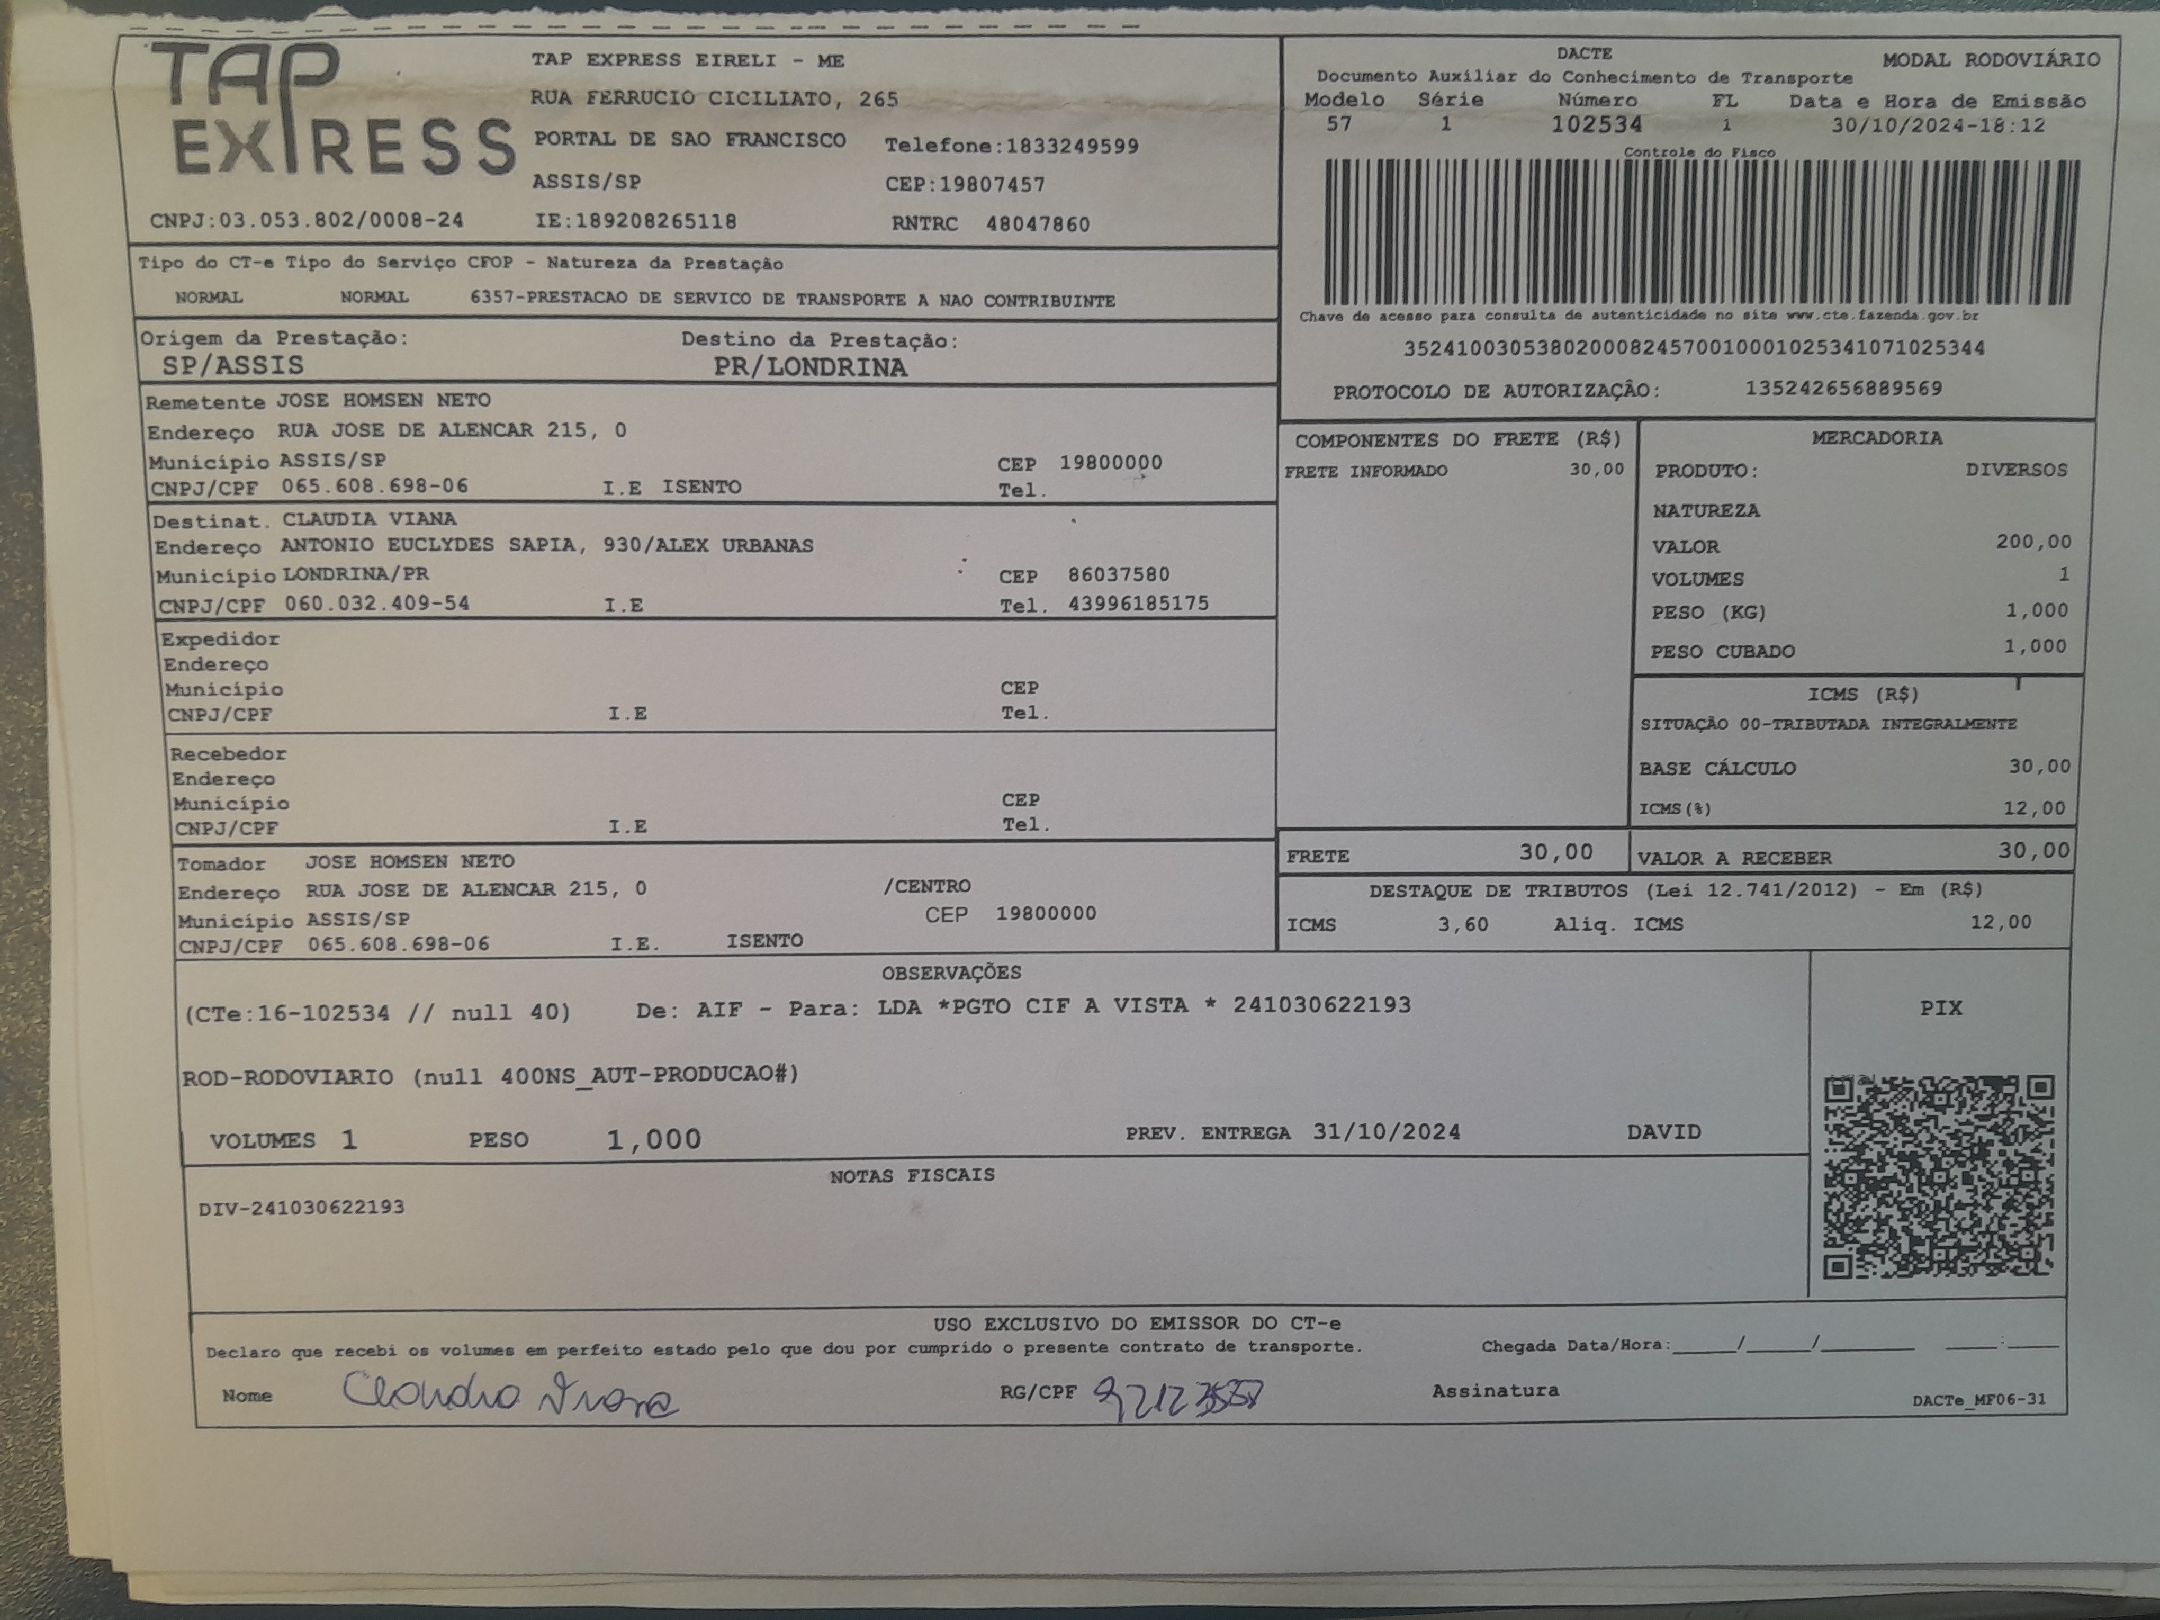 TAP EXPRESS
TAP EXPRESS EIRELI - ME
RUA FERRUCIO CICILIATO, 265
PORTAL DE SAO FRANCISCO Telefone:1833249599
ASSIS/SP CEP:19807457
CNPJ:03.053.802/0008-24 IE:189208265118 RNTRC 48047860
DACTE MODAL RODOVIÁRIO
Documento Auxíliar do Conhecimento de Transporte
Modelo Série Número FL Data e Hora de Emissão
57 1 102534 1 30/10/2024-18:12
Controle do Fisco
Chave de acesso para consulta de autenticidade no site www.cte.fazenda.gov.br
35241003053802000824570010001025341071025344
PROTOCOLO DE AUTORIZAÇÃO: 135242656889569
Tipo do CT-e Tipo do Serviço CFOP - Natureza da Prestação
NORMAL NORMAL 6357-PRESTACAO DE SERVICO DE TRANSPORTE A NAO CONTRIBUINTE
Origem da Prestação: Destino da Prestação:
SP/ASSIS PR/LONDRINA
Remetente JOSE HOMSEN NETO
Endereço RUA JOSE DE ALENCAR 215, 0
Município ASSIS/SP CEP 19800000
CNPJ/CPF 065.608.698-06 I.E ISENTO Tel.
Destinat. CLAUDIA VIANA
Endereço ANTONIO EUCLYDES SAPIA, 930/ALEX URBANAS
Município LONDRINA/PR CEP 86037580
CNPJ/CPF 060.032.409-54 I.E Tel. 43996185175
Expedidor
Endereço
Município CEP
CNPJ/CPF I.E Tel.
Recebedor
Endereço
Município CEP
CNPJ/CPF I.E Tel.
Tomador JOSE HOMSEN NETO
Endereço RUA JOSE DE ALENCAR 215, 0 /CENTRO
Município ASSIS/SP CEP 19800000
CNPJ/CPF 065.608.698-06 I.E. ISENTO
COMPONENTES DO FRETE (R$)
FRETE INFORMADO 30,00
MERCADORIA
PRODUTO: DIVERSOS
NATUREZA
VALOR 200,00
VOLUMES 1
PESO (KG) 1,000
PESO CUBADO 1,000
ICMS (R$)
SITUAÇÃO 00-TRIBUTADA INTEGRALMENTE
BASE CÁLCULO 30,00
ICMS(%) 12,00
FRETE 30,00 VALOR A RECEBER 30,00
DESTAQUE DE TRIBUTOS (Lei 12.741/2012) - Em (R$)
ICMS 3,60 Aliq. ICMS 12,00
OBSERVAÇÕES
(CTe:16-102534 // null 40) De: AIF - Para: LDA *PGTO CIF A VISTA * 241030622193
ROD-RODOVIARIO (null 400NS_AUT-PRODUCAO#)
VOLUMES 1 PESO 1,000 PREV. ENTREGA 31/10/2024 DAVID
PIX
NOTAS FISCAIS
DIV-241030622193
USO EXCLUSIVO DO EMISSOR DO CT-e
Declaro que recebi os volumes em perfeito estado pelo que dou por cumprido o presente contrato de transporte. Chegada Data/Hora:____/____/______ ____:____
Nome Claudia Viana RG/CPF Assinatura
DACTe_MF06-31